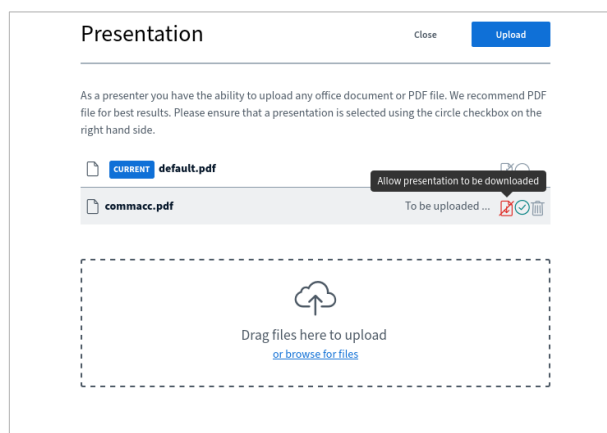 Presentation
Close
Upload
As a presenter you have the ability to upload any office document or PDF file. We recommend PDF
file for best results. Please ensure that a presentation is selected using the circle checkbox on the
right hand side.
CURRENT default.pdf
Allow presentation to be downloaded
commacc.pdf
To be uploaded ...
Drag files here to upload
or browse for files